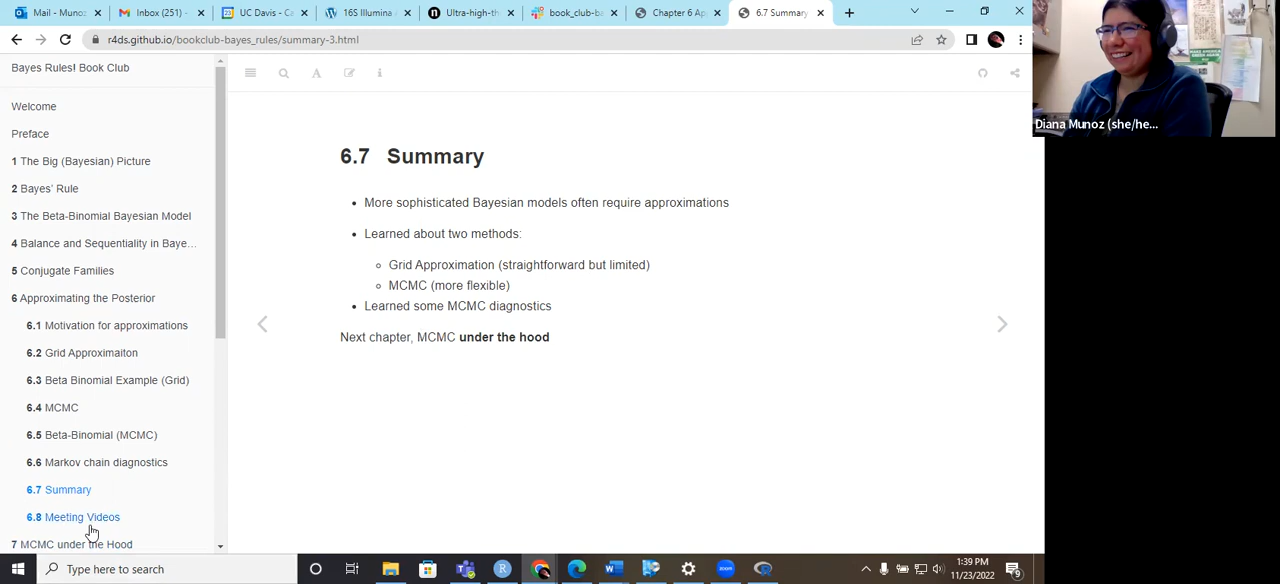 Mail - Munoz
Inbox (251) -
UC Davis - Ca
16S Illumina A
Ultra-high-th
book_club-ba
Chapter 6 Ap
6.7 Summary
r4ds.github.io/bookclub-bayes_rules/summary-3.html
Bayes Rules! Book Club
Welcome
Preface
1 The Big (Bayesian) Picture
2 Bayes' Rule
3 The Beta-Binomial Bayesian Model
4 Balance and Sequentiality in Baye...
5 Conjugate Families
6 Approximating the Posterior
6.1 Motivation for approximations
6.2 Grid Approximaiton
6.3 Beta Binomial Example (Grid)
6.4 MCMC
6.5 Beta-Binomial (MCMC)
6.6 Markov chain diagnostics
6.7 Summary
6.8 Meeting Videos
7 MCMC under the Hood
6.7 Summary
More sophisticated Bayesian models often require approximations
Learned about two methods:
Grid Approximation (straightforward but limited)
MCMC (more flexible)
Learned some MCMC diagnostics
Next chapter, MCMC under the hood
Diana Munoz (she/he...
Type here to search
1:39 PM
11/23/2022